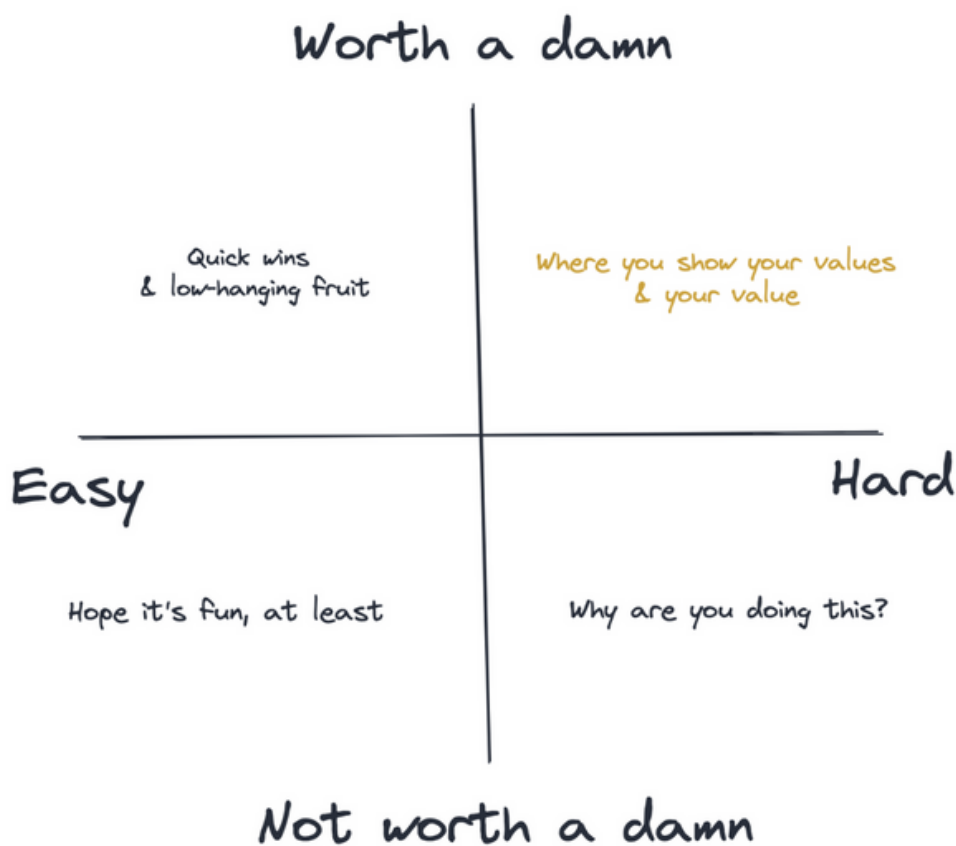 Worth a damn
Quick wins
& low-hanging fruit
Where you show your values
& your value
Easy
Hard
Hope it's fun, at least
Why are you doing this?
Not worth a damn